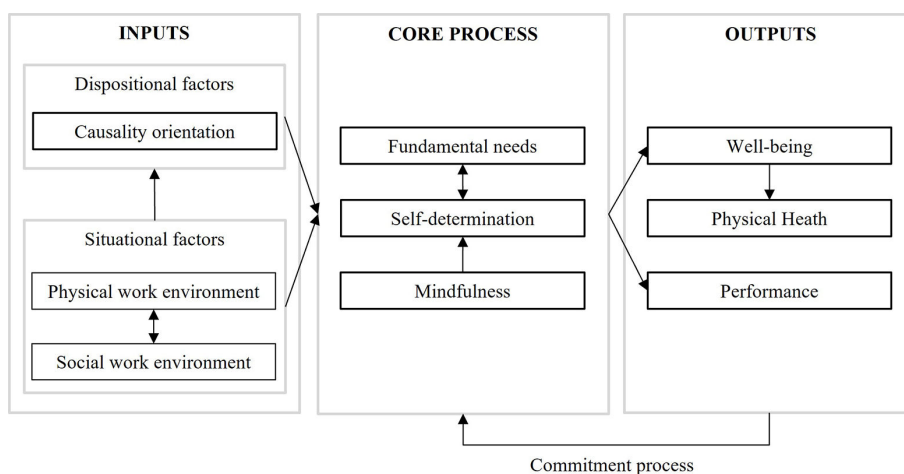 INPUTS
Dispositional factors
Causality orientation
Situational factors
Physical work environment
Social work environment
CORE PROCESS
Fundamental needs
Self-determination
Mindfulness
OUTPUTS
Well-being
Physical Heath
Performance
Commitment process